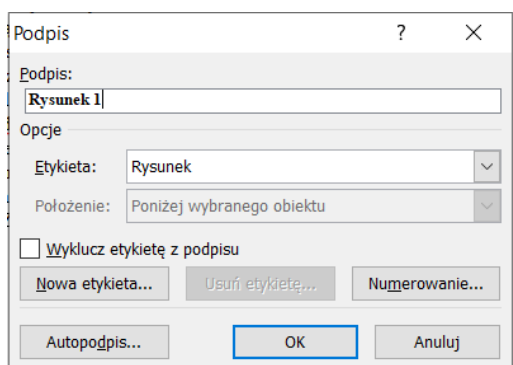 Podpis ? ×
Podpis:
Rysunek 1
Opcje
Etykieta: Rysunek
Położenie: Poniżej wybranego obiektu
Wyklucz etykietę z podpisu
Nowa etykieta... Usuń etykietę... Numerowanie...
Autopodpis... OK Anuluj